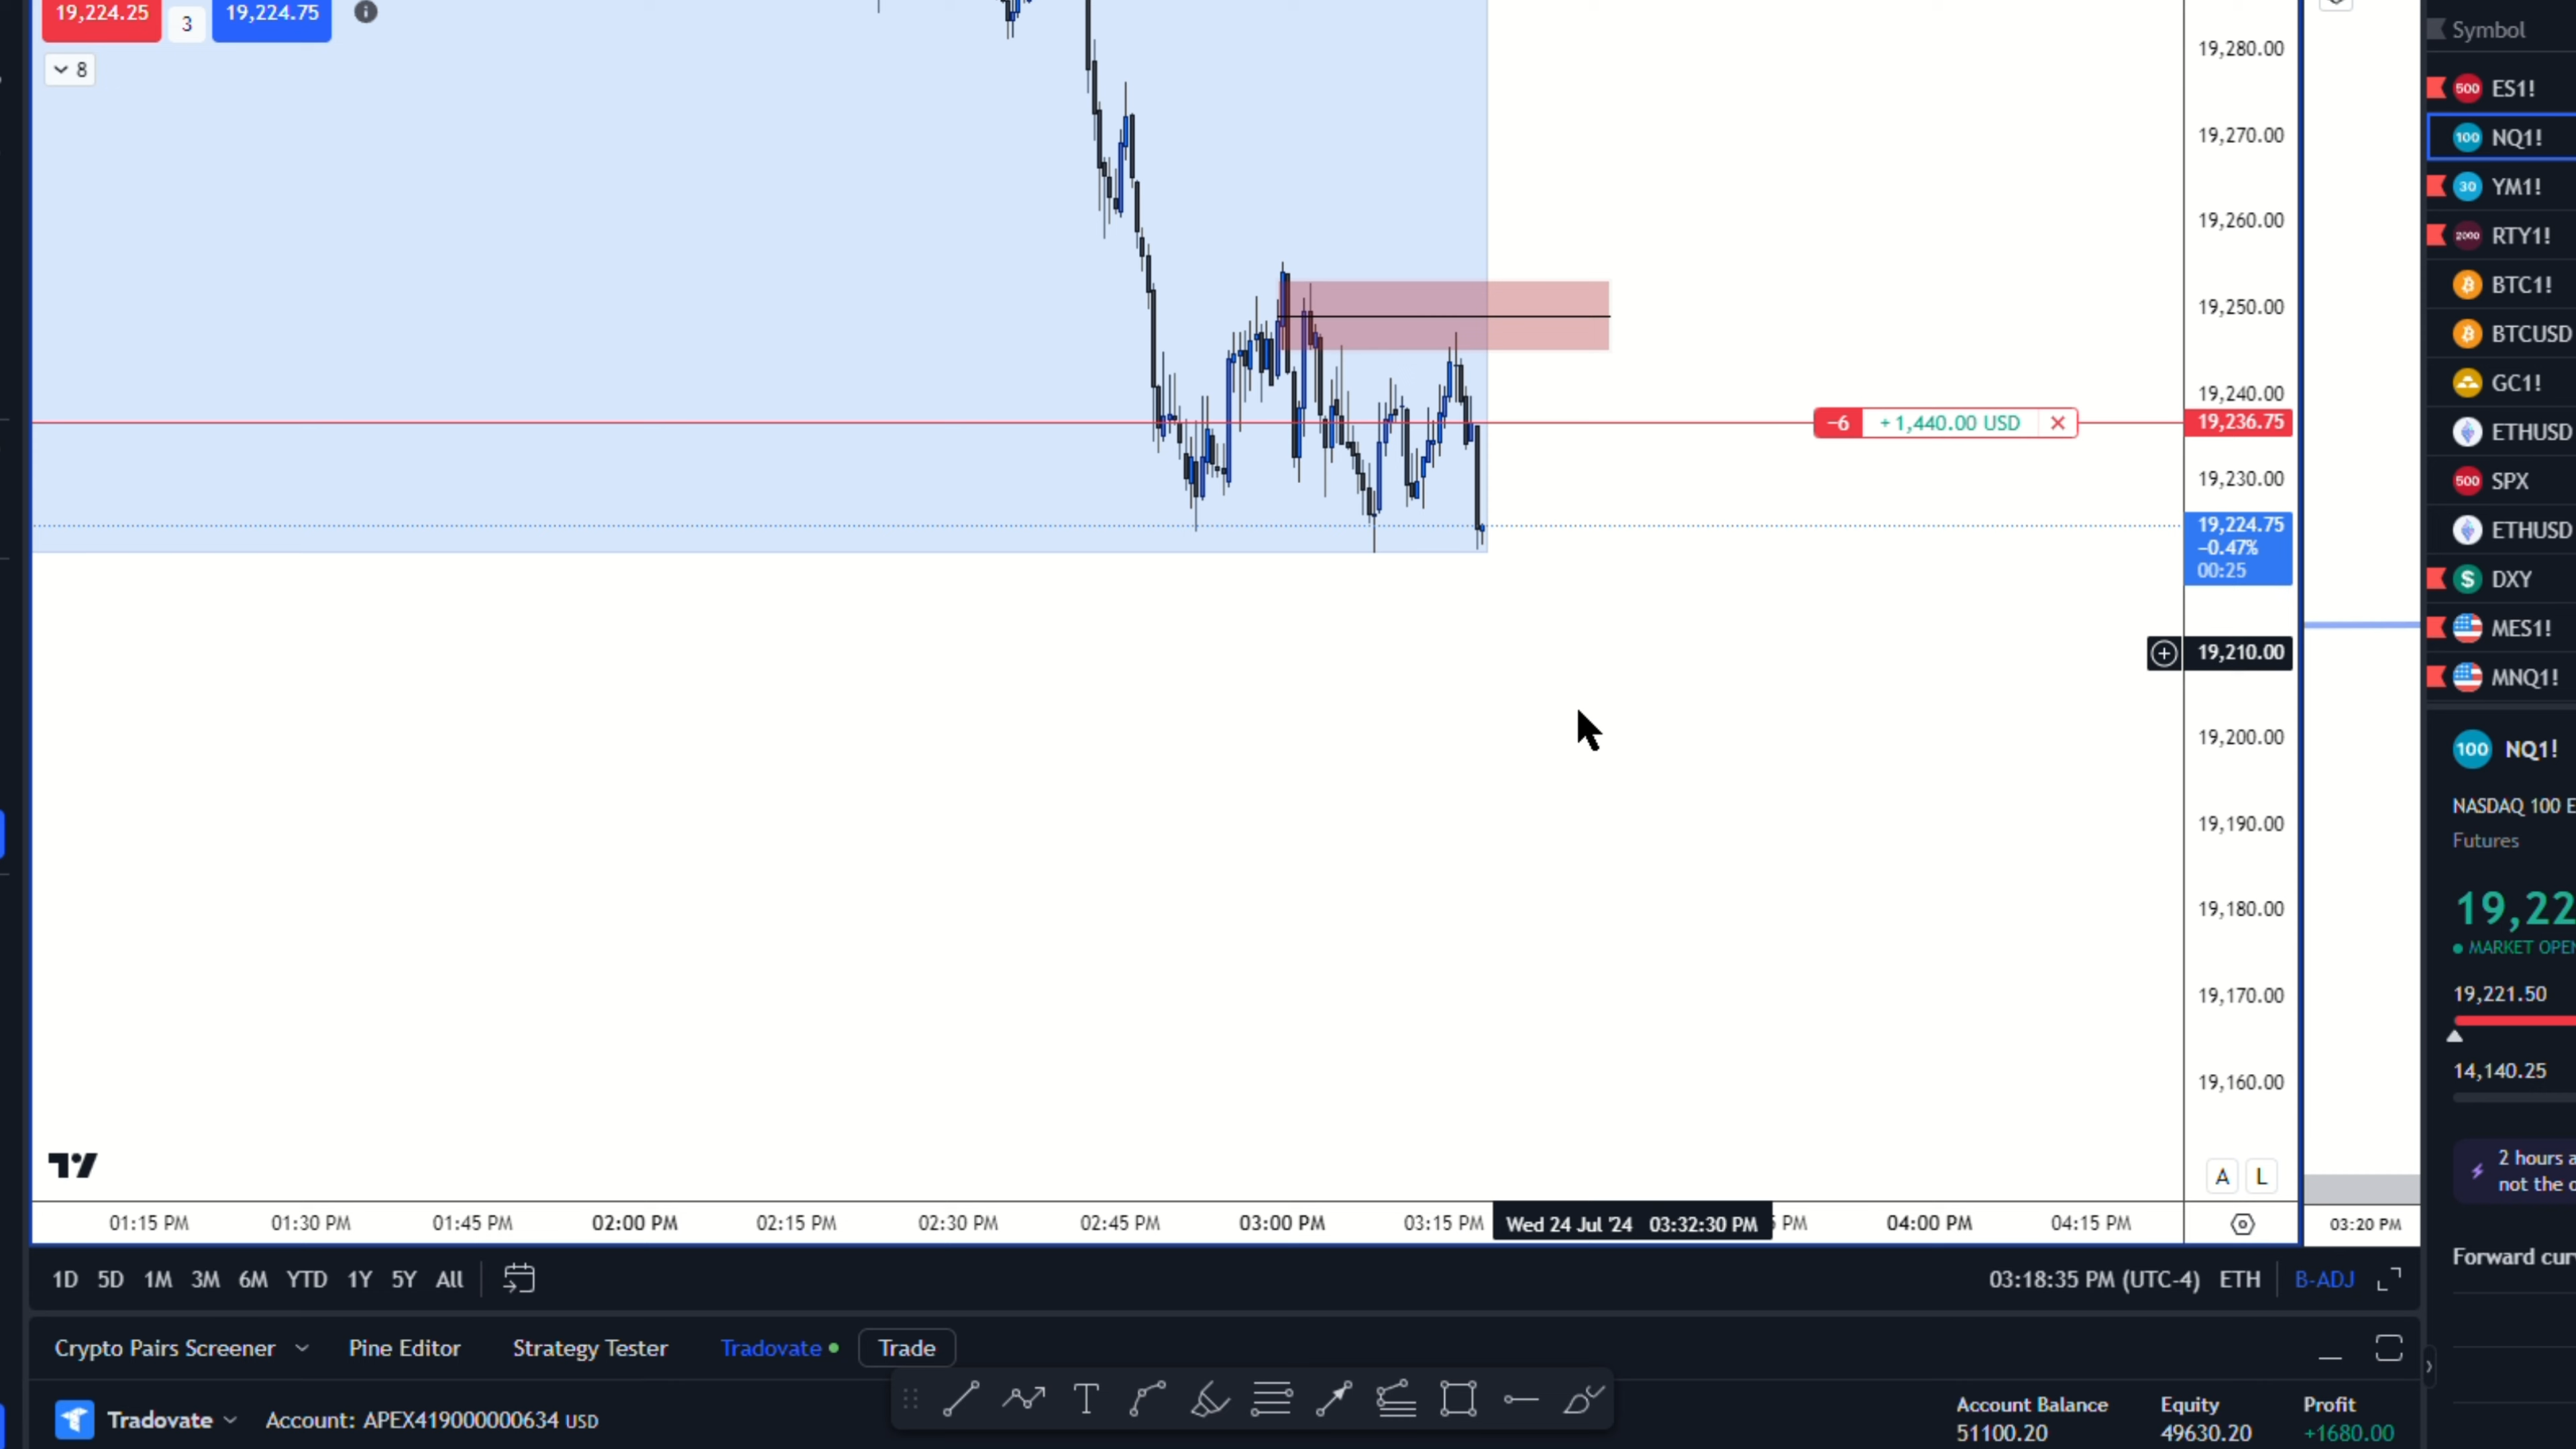 19,224.25 3 19,224.75
8
19,280.00
19,270.00
19,260.00
19,250.00
19,240.00
−6 +1,440.00 USD 19,236.75
19,230.00
19,224.75
−0.47%
00:25
19,210.00
19,200.00
19,190.00
19,180.00
19,170.00
19,160.00
A L
01:15 PM 01:30 PM 01:45 PM 02:00 PM 02:15 PM 02:30 PM 02:45 PM 03:00 PM 03:15 PM Wed 24 Jul '24 03:32:30 PM PM 04:00 PM 04:15 PM 03:20 PM
1D 5D 1M 3M 6M YTD 1Y 5Y All 03:18:35 PM (UTC-4) ETH B-ADJ
Crypto Pairs Screener Pine Editor Strategy Tester Tradovate Trade
Tradovate Account: APEX419000000634 USD
Account Balance Equity Profit
51100.20 49630.20 +1680.00
Symbol
500 ES1!
100 NQ1!
30 YM1!
2000 RTY1!
BTC1!
BTCUSD
GC1!
ETHUSD
500 SPX
ETHUSD
DXY
MES1!
MNQ1!
100 NQ1!
NASDAQ 100 E
Futures
19,22
MARKET OPEN
19,221.50
14,140.25
2 hours a
not the
Forward cur